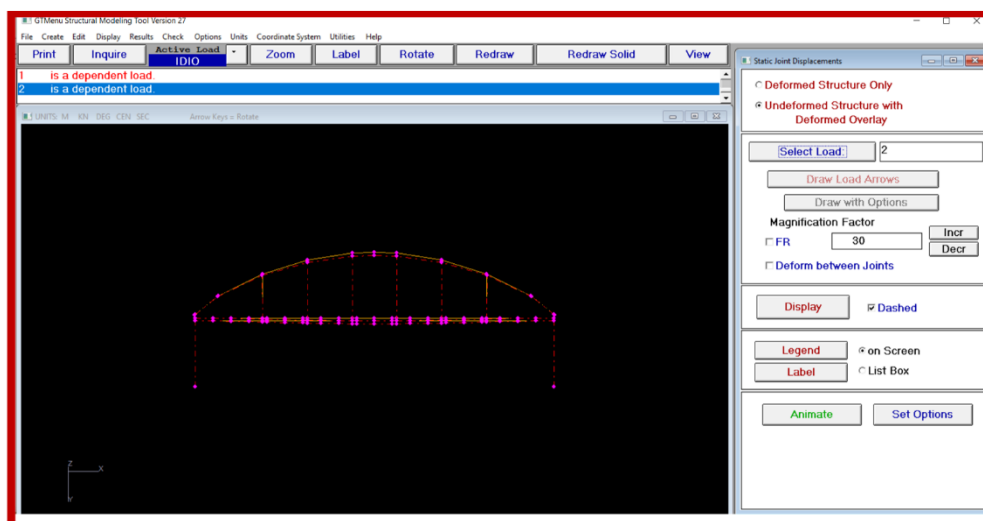 GTMenu Structural Modeling Tool Version 27
File Create Edit Display Results Check Options Units Coordinate System Utilities Help
Print Inquire Active Load IDIO Zoom Label Rotate Redraw Redraw Solid View
1 is a dependent load.
2 is a dependent load.
UNITS: M KN DEG CEN SEC Arrow Keys = Rotate
Z
X
Y
Static Joint Displacements
Deformed Structure Only
Undeformed Structure with
Deformed Overlay
Select Load: 2
Draw Load Arrows
Draw with Options
Magnification Factor
FR 30 Incr
Decr
Deform between Joints
Display Dashed
Legend on Screen
Label List Box
Animate Set Options